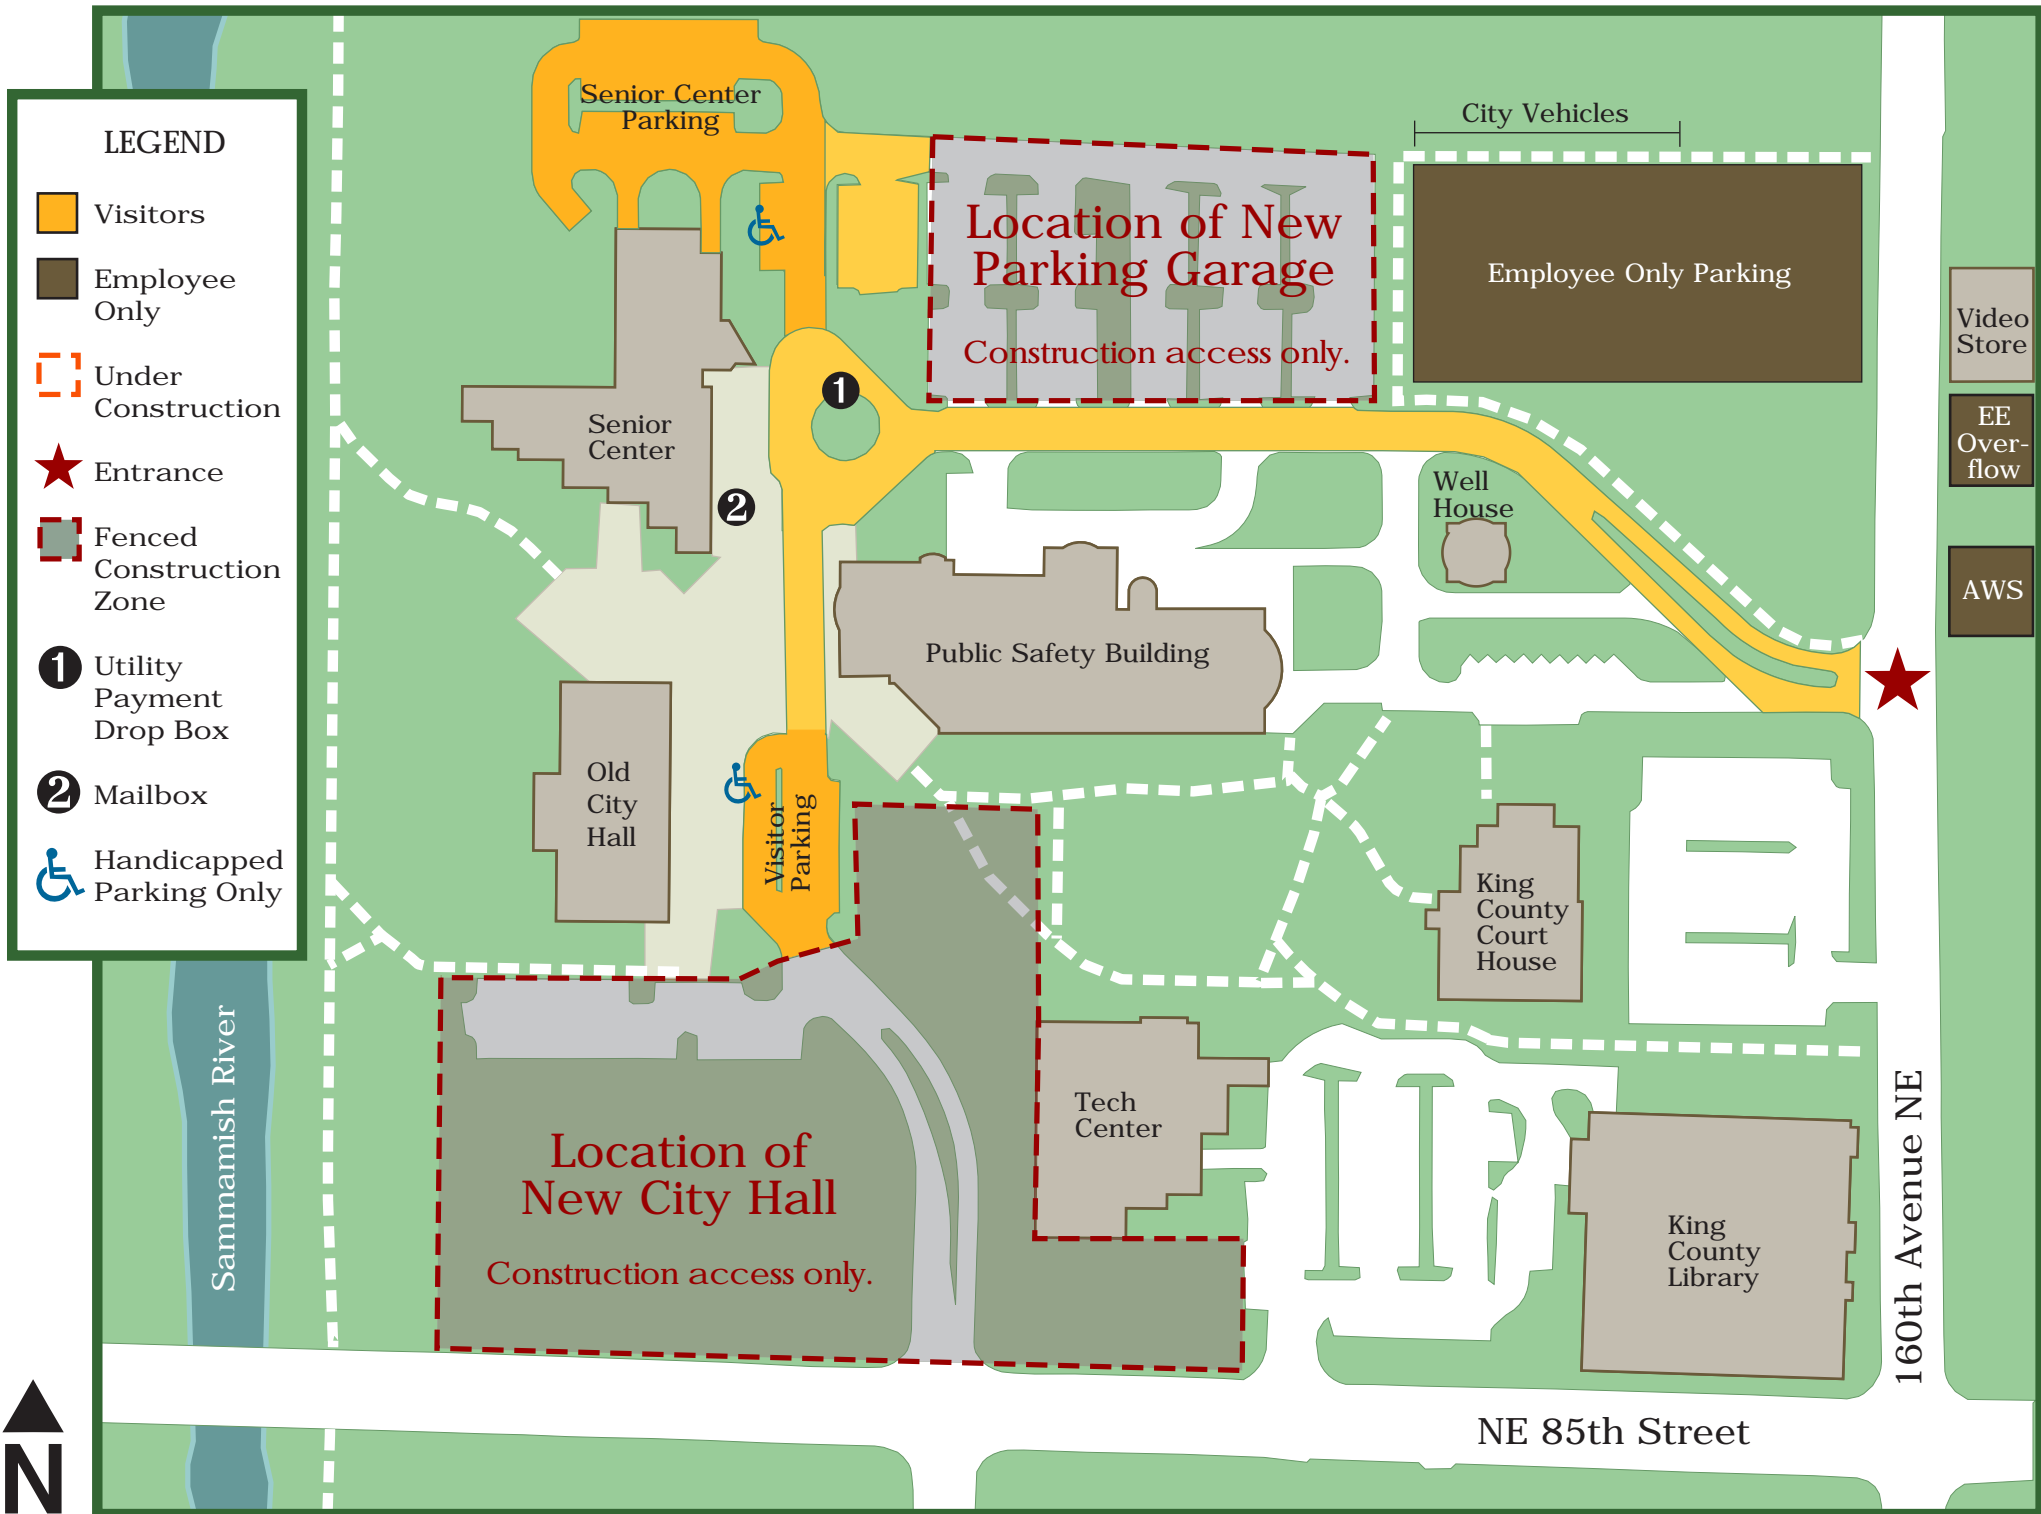 LEGEND
Visitors
Employee
Only
Under
Construction
Entrance
Fenced
Construction
Zone
1 Utility
Payment
Drop Box
2 Mailbox
Handicapped
Parking Only
Senior Center
Parking
City Vehicles
Location of New
Parking Garage
Construction access only.
Employee Only Parking
Video
Store
EE
Over-
flow
AWS
1
Senior
Center
2
Well
House
Public Safety Building
Old
City
Hall
Visitor
Parking
King
County
Court
House
Sammamish River
Location of
New City Hall
Construction access only.
Tech
Center
King
County
Library
160th Avenue NE
NE 85th Street
N